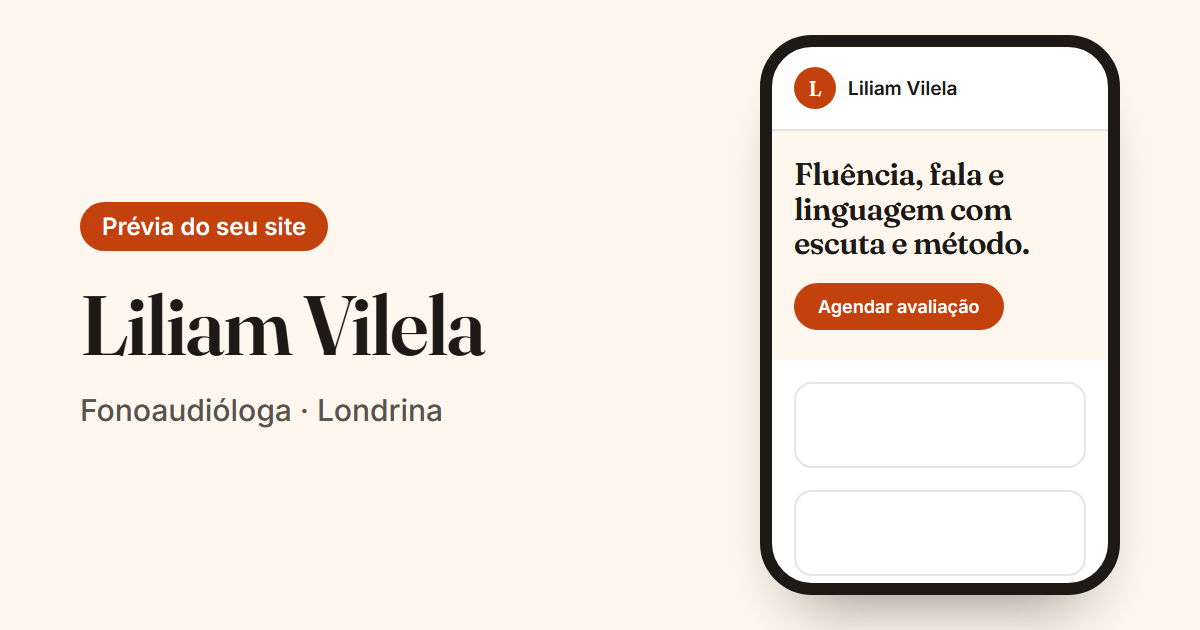 Prévia do seu site
Liliam Vilela
Fonoaudióloga · Londrina
L
Liliam Vilela
Fluência, fala e
linguagem com
escuta e método.
Agendar avaliação